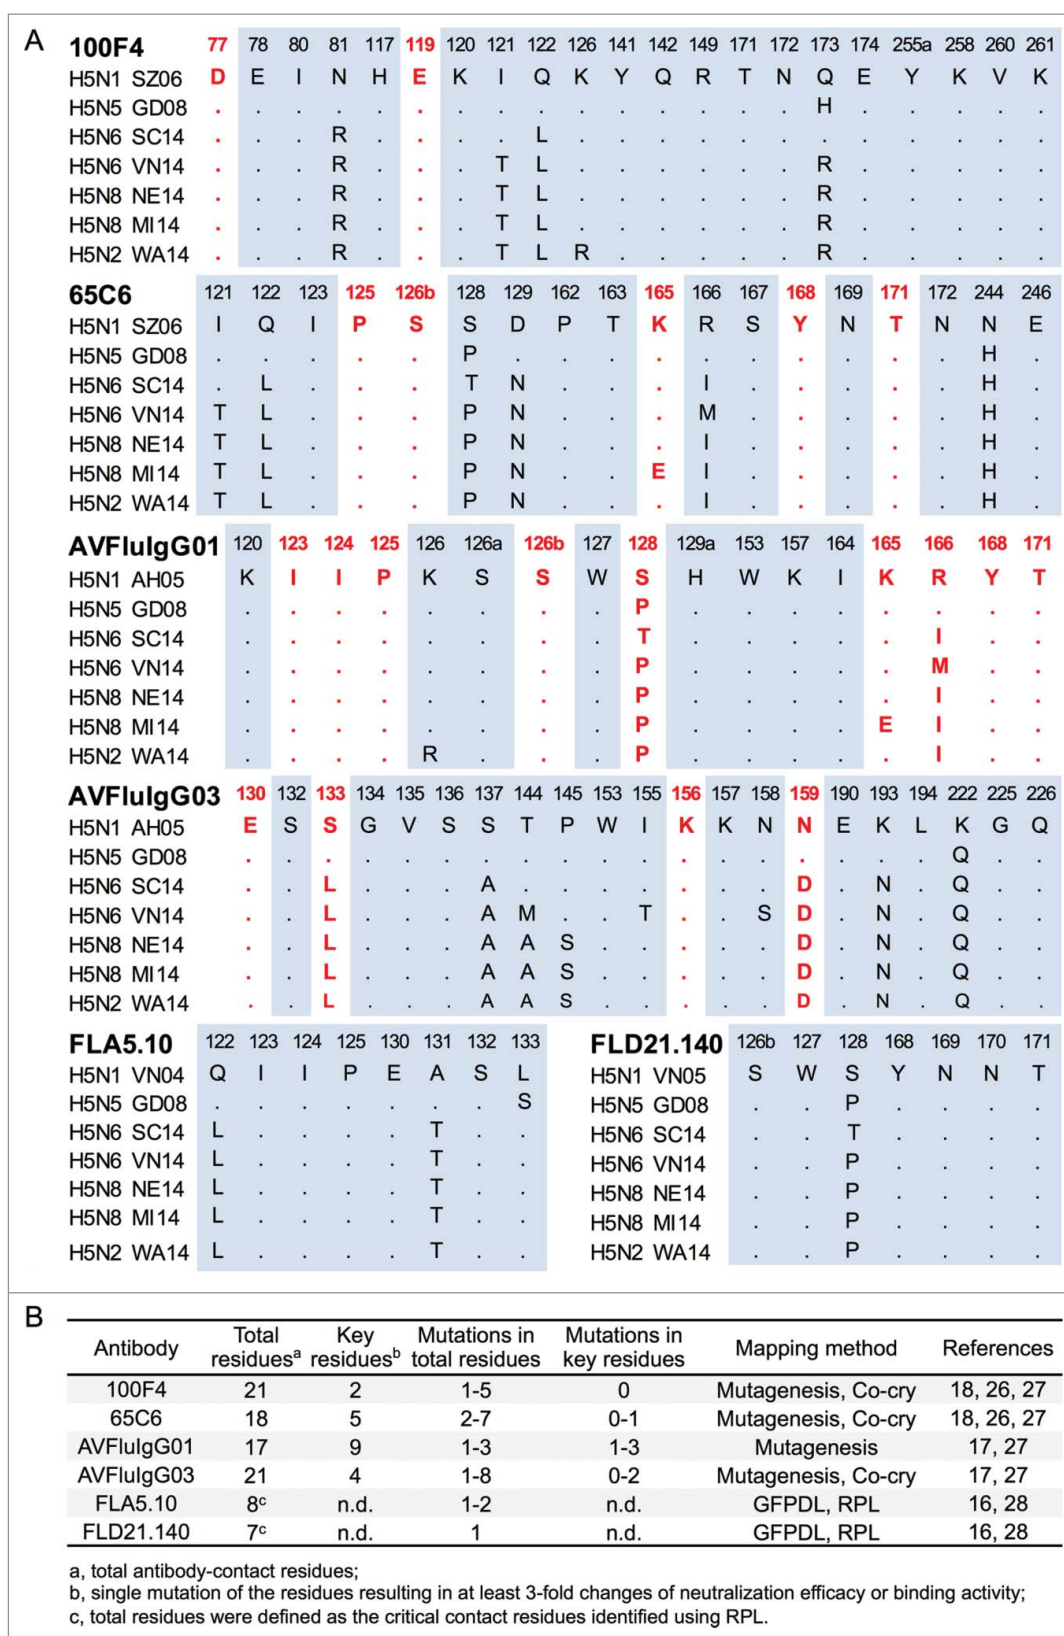 A
100F4 77 78 80 81 117 119 120 121 122 126 141 142 149 171 172 173 174 255a 258 260 261
H5N1 SZ06 D E I N H E K I Q K Y Q R T N Q E Y K V K
H5N5 GD08 . . . . . . . . . . . . . . . H . . . . .
H5N6 SC14 . . . R . . . . L . . . . . . . . . . . .
H5N6 VN14 . . . R . . . T L . . . . . . R . . . . .
H5N8 NE14 . . . R . . . T L . . . . . . R . . . . .
H5N8 MI14 . . . R . . . T L . . . . . . R . . . . .
H5N2 WA14 . . . R . . . T L R . . . . . R . . . . .
65C6 121 122 123 125 126b 128 129 162 163 165 166 167 168 169 171 172 244 246
H5N1 SZ06 I Q I P S S D P T K R S Y N T N N E
H5N5 GD08 . . . . . P . . . . . . . . . . H .
H5N6 SC14 . L . . . T N . . . I . . . . . H .
H5N6 VN14 T L . . . P N . . . M . . . . . H .
H5N8 NE14 T L . . . P N . . . I . . . . . H .
H5N8 MI14 T L . . . P N . . E I . . . . . H .
H5N2 WA14 T L . . . P N . . . I . . . . . H .
AVFluIgG01 120 123 124 125 126 126a 126b 127 128 129a 153 157 164 165 166 168 171
H5N1 AH05 K I I P K S S W S H W K I K R Y T
H5N5 GD08 . . . . . . . . P . . . . . . . .
H5N6 SC14 . . . . . . . . T . . . . . I . .
H5N6 VN14 . . . . . . . . P . . . . . M . .
H5N8 NE14 . . . . . . . . P . . . . . I . .
H5N8 MI14 . . . . . . . . P . . . . E I . .
H5N2 WA14 . . . . R . . . P . . . . . I . .
AVFluIgG03 130 132 133 134 135 136 137 144 145 153 155 156 157 158 159 190 193 194 222 225 226
H5N1 AH05 E S S G V S S T P W I K K N N E K L K G Q
H5N5 GD08 . . . . . . . . . . . . . . . . . . Q . .
H5N6 SC14 . . L . . . A . . . . . . . D . N . Q . .
H5N6 VN14 . . L . . . A M . . T . . S D . N . Q . .
H5N8 NE14 . . L . . . A A S . . . . . D . N . Q . .
H5N8 MI14 . . L . . . A A S . . . . . D . N . Q . .
H5N2 WA14 . . L . . . A A S . . . . . D . N . Q . .
FLA5.10 122 123 124 125 130 131 132 133
H5N1 VN04 Q I I P E A S L
H5N5 GD08 . . . . . . . S
H5N6 SC14 L . . . . T . .
H5N6 VN14 L . . . . T . .
H5N8 NE14 L . . . . T . .
H5N8 MI14 L . . . . T . .
H5N2 WA14 L . . . . T . .
FLD21.140 126b 127 128 168 169 170 171
H5N1 VN05 S W S Y N N T
H5N5 GD08 . . P . . . .
H5N6 SC14 . . T . . . .
H5N6 VN14 . . P . . . .
H5N8 NE14 . . P . . . .
H5N8 MI14 . . P . . . .
H5N2 WA14 . . P . . . .
B
Antibody Total residuesa Key residuesb Mutations in total residues Mutations in key residues Mapping method References
100F4 21 2 1-5 0 Mutagenesis, Co-cry 18, 26, 27
65C6 18 5 2-7 0-1 Mutagenesis, Co-cry 18, 26, 27
AVFluIgG01 17 9 1-3 1-3 Mutagenesis 17, 27
AVFluIgG03 21 4 1-8 0-2 Mutagenesis, Co-cry 17, 27
FLA5.10 8c n.d. 1-2 n.d. GFPDL, RPL 16, 28
FLD21.140 7c n.d. 1 n.d. GFPDL, RPL 16, 28
a, total antibody-contact residues;
b, single mutation of the residues resulting in at least 3-fold changes of neutralization efficacy or binding activity;
c, total residues were defined as the critical contact residues identified using RPL.